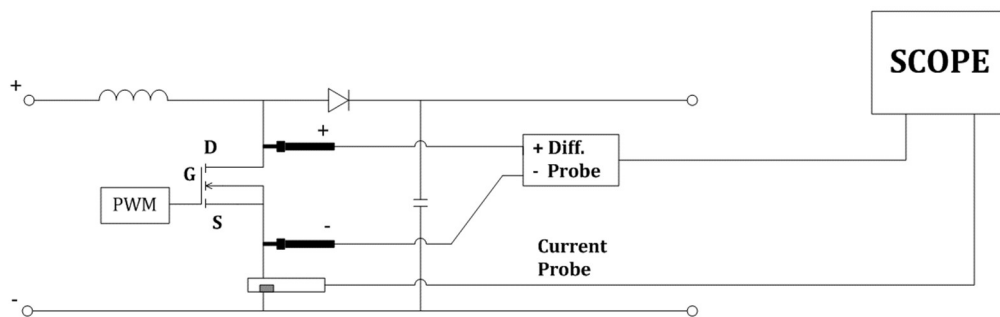 SCOPE
+
+
D
+ Diff.
- Probe
G
PWM
S
-
Current
Probe
-